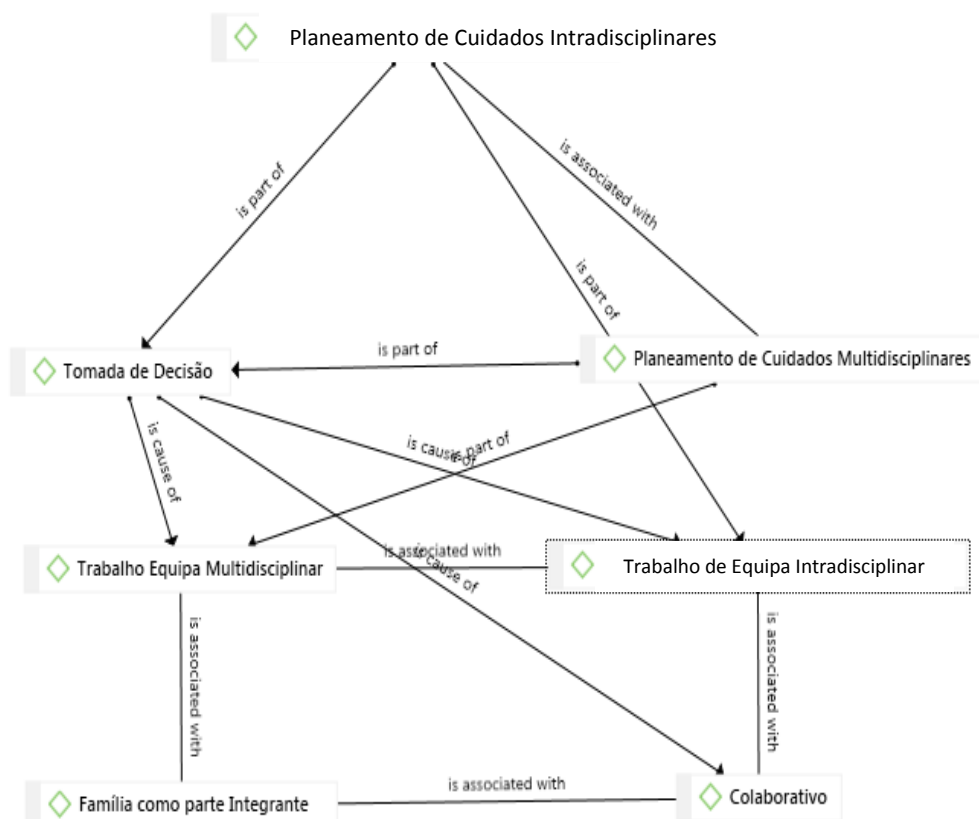 Planeamento de Cuidados Intradisciplinares
is associated with
is part of
is part of
is part of
Planeamento de Cuidados Multidisciplinares
Tomada de Decisão
is cause of
is cause of
is part of
is associated with
is cause of
Trabalho Equipa Multidisciplinar
Trabalho de Equipa Intradisciplinar
is associated with
is associated with
is associated with
Família como parte Integrante
Colaborativo